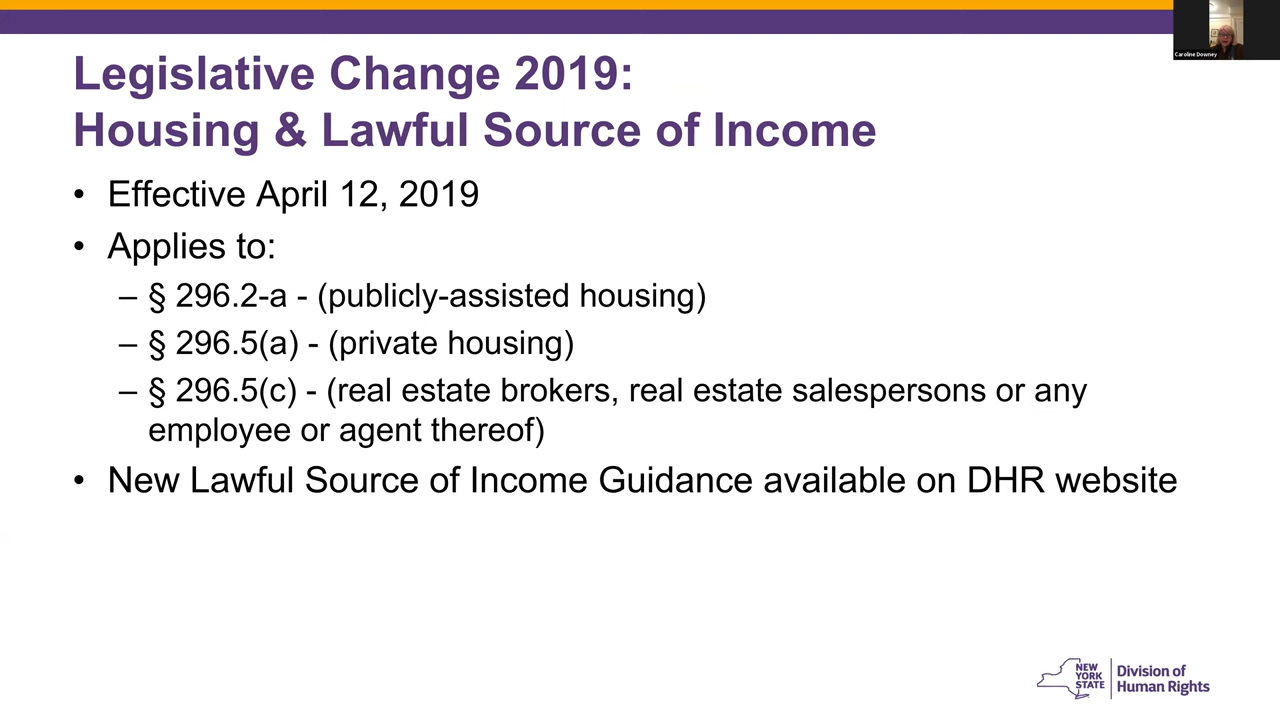 Caroline Downey
Legislative Change 2019:
Housing & Lawful Source of Income
• Effective April 12, 2019
• Applies to:
– § 296.2-a - (publicly-assisted housing)
– § 296.5(a) - (private housing)
– § 296.5(c) - (real estate brokers, real estate salespersons or any
employee or agent thereof)
• New Lawful Source of Income Guidance available on DHR website
NEW
YORK
STATE
Division of
Human Rights